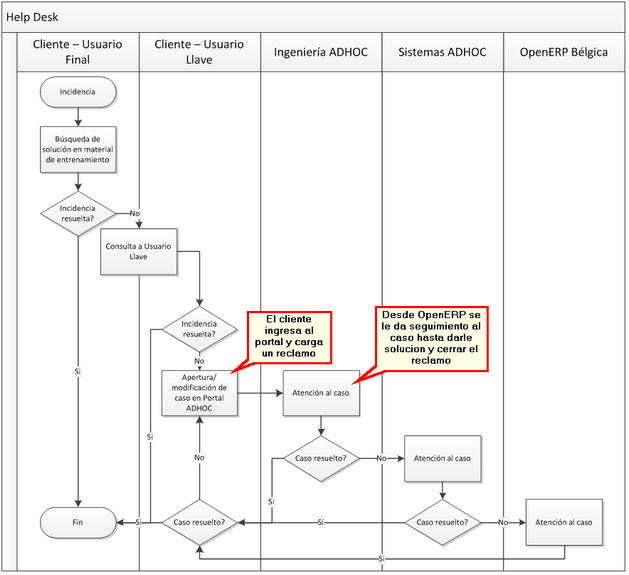 Help Desk
Cliente – Usuario
Final
Cliente – Usuario
Llave
Ingeniería ADHOC
Sistemas ADHOC
OpenERP Bélgica
Incidencia
Búsqueda de
solución en material
de entrenamiento
Incidencia
resuelta?
No
Consulta a Usuario
Llave
Incidencia
resuelta?
El cliente
ingresa al
portal y carga
un reclamo
Desde OpenERP se
le da seguimiento al
caso hasta darle
solucion y cerrar el
reclamo
No
Si
Apertura/
modificación de
caso en Portal
ADHOC
Atención al caso
Si
No
Caso resuelto?
No
Atención al caso
Si
Fin
Si
Caso resuelto?
Si
Caso resuelto?
No
Atención al caso
Si